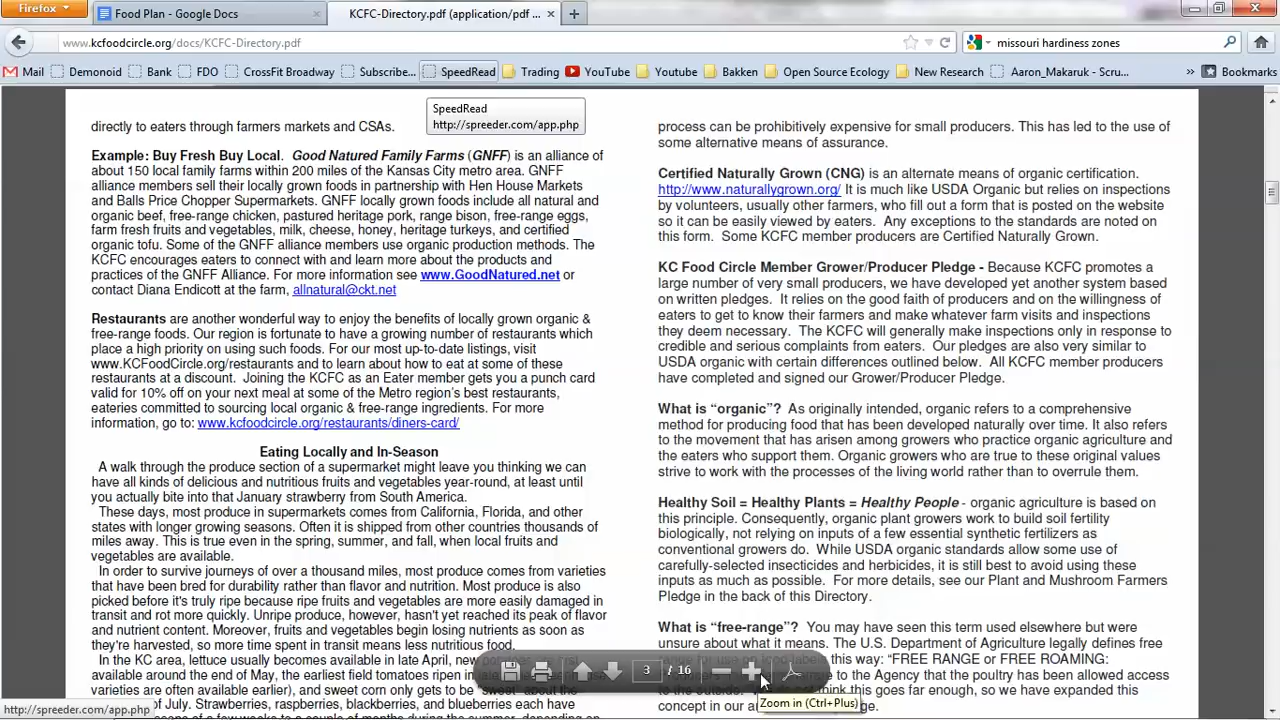 Firefox
Food Plan - Google Docs
KCFC-Directory.pdf (application/pdf ...
www.kcfoodcircle.org/docs/KCFC-Directory.pdf
missouri hardiness zones
Mail
Demonoid
Bank
FDO
CrossFit Broadway
Subscribe...
SpeedRead
Trading
YouTube
Youtube
Bakken
Open Source Ecology
New Research
Aaron_Makaruk - Scru...
»
Bookmarks
SpeedRead
http://spreeder.com/app.php
directly to eaters through farmers markets and CSAs.
Example: Buy Fresh Buy Local. Good Natured Family Farms (GNFF) is an alliance of
about 150 local family farms within 200 miles of the Kansas City metro area. GNFF
alliance members sell their locally grown foods in partnership with Hen House Markets
and Balls Price Chopper Supermarkets. GNFF locally grown foods include all natural and
organic beef, free-range chicken, pastured heritage pork, range bison, free-range eggs,
farm fresh fruits and vegetables, milk, cheese, honey, heritage turkeys, and certified
organic tofu. Some of the GNFF alliance members use organic production methods. The
KCFC encourages eaters to connect with and learn more about the products and
practices of the GNFF Alliance. For more information see www.GoodNatured.net or
contact Diana Endicott at the farm, allnatural@ckt.net
Restaurants are another wonderful way to enjoy the benefits of locally grown organic &
free-range foods. Our region is fortunate to have a growing number of restaurants which
place a high priority on using such foods. For our most up-to-date listings, visit
www.KCFoodCircle.org/restaurants and to learn about how to eat at some of these
restaurants at a discount. Joining the KCFC as an Eater member gets you a punch card
valid for 10% off on your next meal at some of the Metro region's best restaurants,
eateries committed to sourcing local organic & free-range ingredients. For more
information, go to: www.kcfoodcircle.org/restaurants/diners-card/
Eating Locally and In-Season
A walk through the produce section of a supermarket might leave you thinking we can
have all kinds of delicious and nutritious fruits and vegetables year-round, at least until
you actually bite into that January strawberry from South America.
These days, most produce in supermarkets comes from California, Florida, and other
states with longer growing seasons. Often it is shipped from other countries thousands of
miles away. This is true even in the spring, summer, and fall, when local fruits and
vegetables are available.
In order to survive journeys of over a thousand miles, most produce comes from varieties
that have been bred for durability rather than flavor and nutrition. Most produce is also
picked before it's truly ripe because ripe fruits and vegetables are more easily damaged in
transit and rot more quickly. Unripe produce, however, hasn't yet reached its peak of flavor
and nutrient content. Moreover, fruits and vegetables begin losing nutrients as soon as
they're harvested, so more time spent in transit means less nutritious food.
In the KC area, lettuce usually becomes available in late April, new
available around the end of May, the earliest field tomatoes ripen
varieties are often available earlier), and sweet corn only gets to be "sweet" about the
of July. Strawberries, raspberries, blackberries, and blueberries each have
process can be prohibitively expensive for small producers. This has led to the use of
some alternative means of assurance.
Certified Naturally Grown (CNG) is an alternate means of organic certification.
http://www.naturallygrown.org/ It is much like USDA Organic but relies on inspections
by volunteers, usually other farmers, who fill out a form that is posted on the website
so it can be easily viewed by eaters. Any exceptions to the standards are noted on
this form. Some KCFC member producers are Certified Naturally Grown.
KC Food Circle Member Grower/Producer Pledge - Because KCFC promotes a
large number of very small producers, we have developed yet another system based
on written pledges. It relies on the good faith of producers and on the willingness of
eaters to get to know their farmers and make whatever farm visits and inspections
they deem necessary. The KCFC will generally make inspections only in response to
credible and serious complaints from eaters. Our pledges are also very similar to
USDA organic with certain differences outlined below. All KCFC member producers
have completed and signed our Grower/Producer Pledge.
What is "organic"? As originally intended, organic refers to a comprehensive
method for producing food that has been developed naturally over time. It also refers
to the movement that has arisen among growers who practice organic agriculture and
the eaters who support them. Organic growers who are true to these original values
strive to work with the processes of the living world rather than to overrule them.
Healthy Soil = Healthy Plants = Healthy People - organic agriculture is based on
this principle. Consequently, organic plant growers work to build soil fertility
biologically, not relying on inputs of a few essential synthetic fertilizers as
conventional growers do. While USDA organic standards allow some use of
carefully-selected insecticides and herbicides, it is still best to avoid using these
inputs as much as possible. For more details, see our Plant and Mushroom Farmers
Pledge in the back of this Directory.
What is "free-range"? You may have seen this term used elsewhere but were
unsure about what it means. The U.S. Department of Agriculture legally defines free
this way: "FREE RANGE or FREE ROAMING:
to the Agency that the poultry has been allowed access
think this goes far enough, so we have expanded this
concept in our
3 / 16
Zoom in (Ctrl+Plus)
http://spreeder.com/app.php